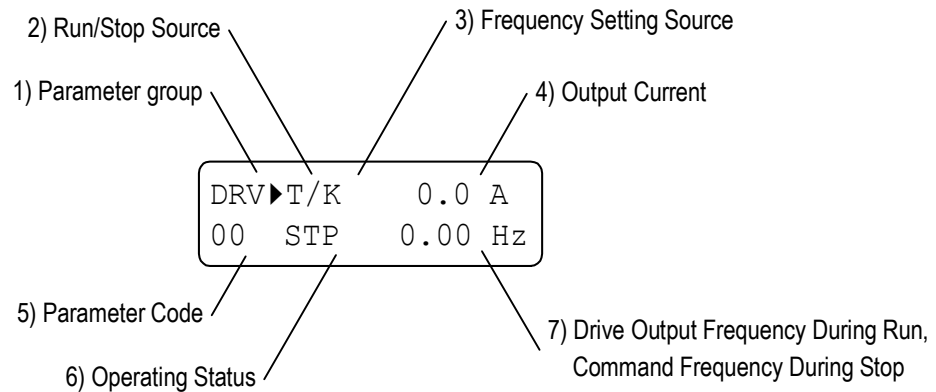 2) Run/Stop Source
3) Frequency Setting Source
1) Parameter group
4) Output Current
DRV▶T/K 0.0 A
00 STP 0.00 Hz
5) Parameter Code
7) Drive Output Frequency During Run,
Command Frequency During Stop
6) Operating Status